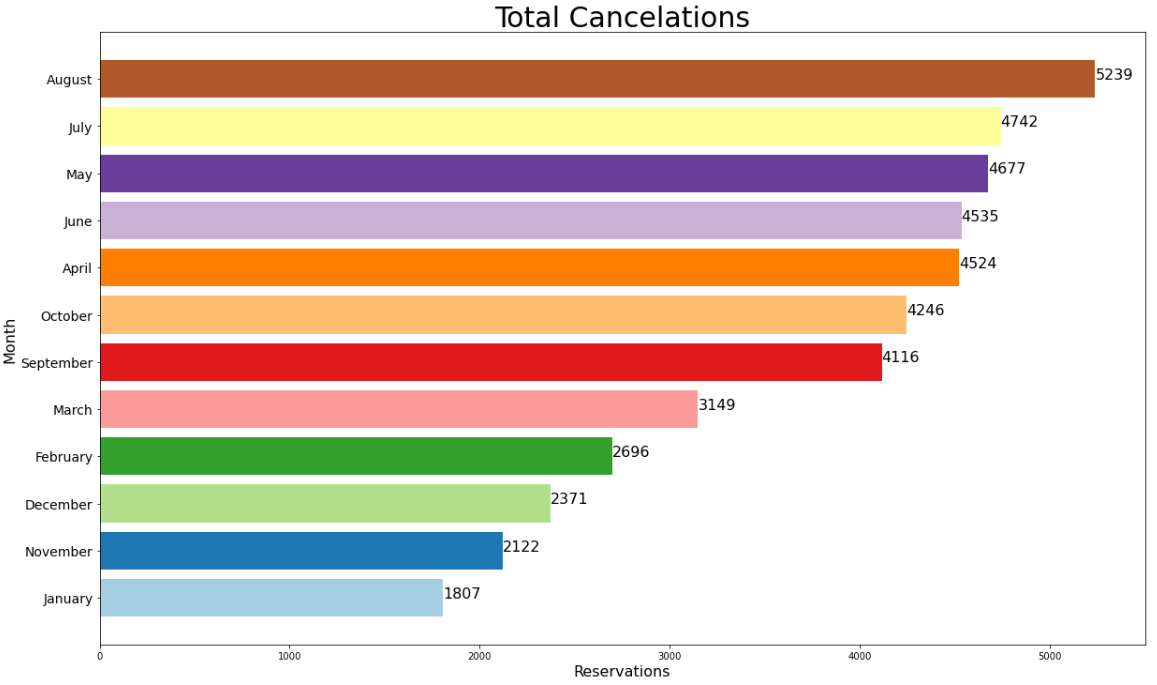 Total Cancelations
August 5239
July 4742
May 4677
June 4535
April 4524
October 4246
Month
September 4116
March 3149
February 2696
December 2371
November 2122
January 1807
0 1000 2000 3000 4000 5000
Reservations